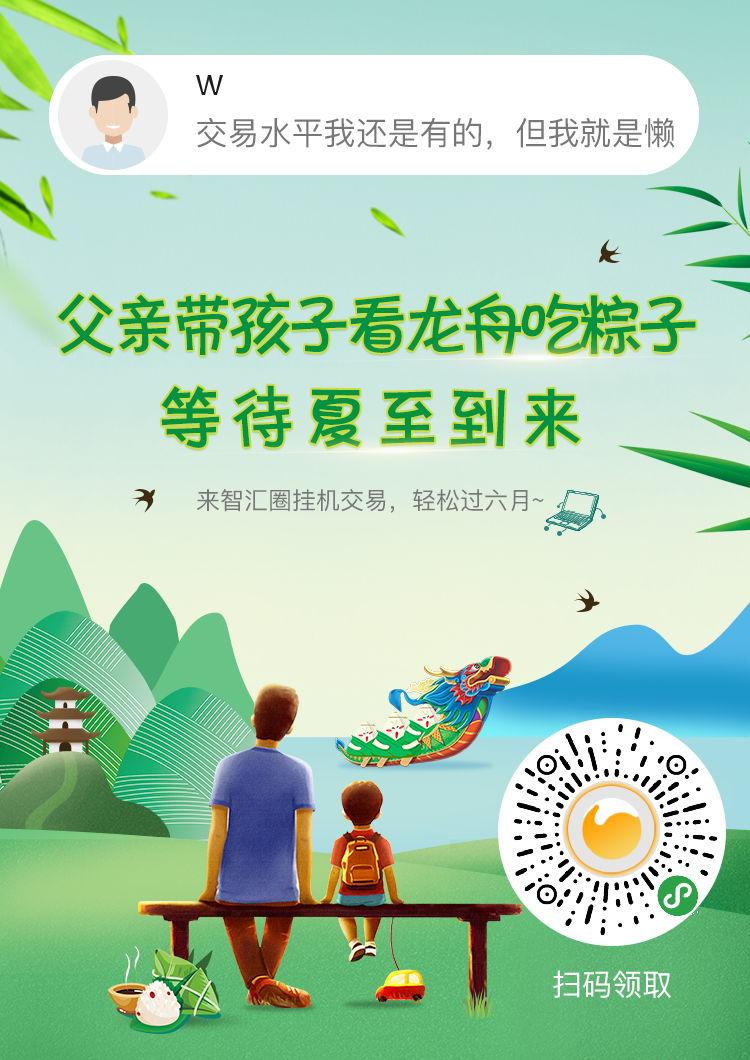 W
交易水平我还是有的，但我就是懒
父亲带孩子看龙舟吃粽子
等待夏至到来
来智汇圈挂机交易，轻松过六月~
扫码领取